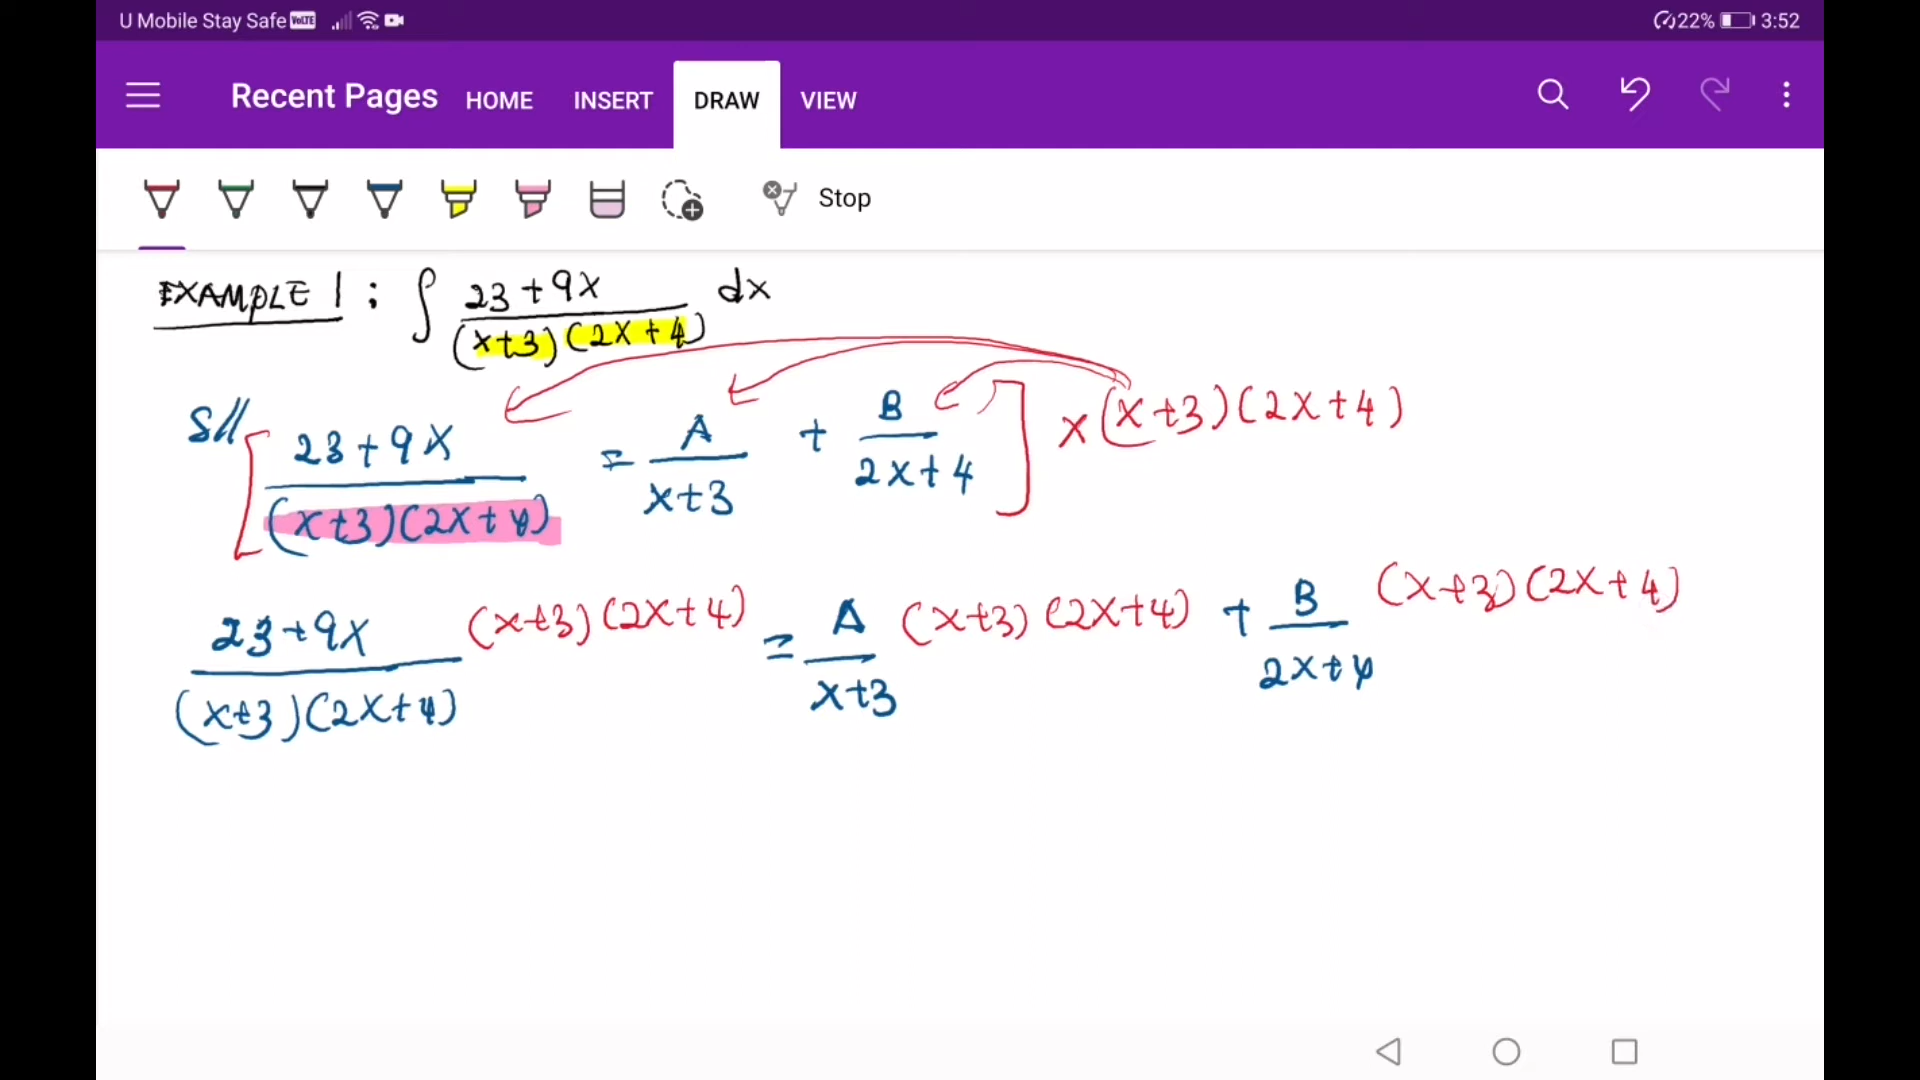 U Mobile Stay Safe VoLTE 22% 3:52
Recent Pages HOME INSERT DRAW VIEW
Stop
EXAMPLE 1 : ∫ (23+9x)/((x+3)(2x+4)) dx
Sll [ (23+9x)/((x+3)(2x+4)) = A/(x+3) + B/(2x+4) ] × (x+3)(2x+4)
(23+9x)/((x+3)(2x+4)) (x+3)(2x+4) = A/(x+3) (x+3)(2x+4) + B/(2x+4) (x+3)(2x+4)